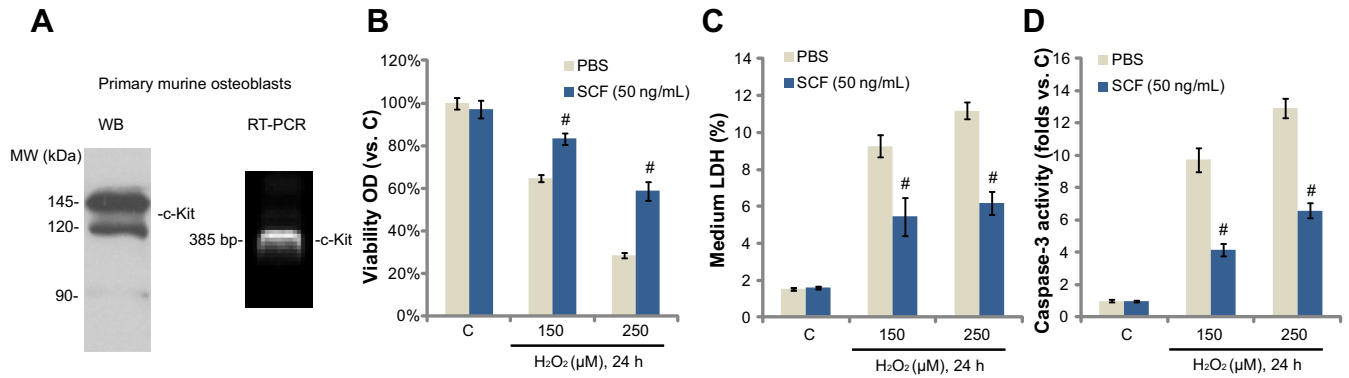 A
Primary murine osteoblasts
WB
RT-PCR
MW (kDa)
145-
120-
90-
-c-Kit
385 bp-
-c-Kit
B
Viability OD (vs. C)
120%
100%
80%
60%
40%
20%
0%
PBS
SCF (50 ng/mL)
#
#
C
150
250
H₂O₂ (μM), 24 h
C
Medium LDH (%)
14
12
10
8
6
4
2
0
PBS
SCF (50 ng/mL)
#
#
C
150
250
H₂O₂ (μM), 24 h
D
Caspase-3 activity (folds vs. C)
16
14
12
10
8
6
4
2
0
PBS
SCF (50 ng/mL)
#
#
C
150
250
H₂O₂ (μM), 24 h